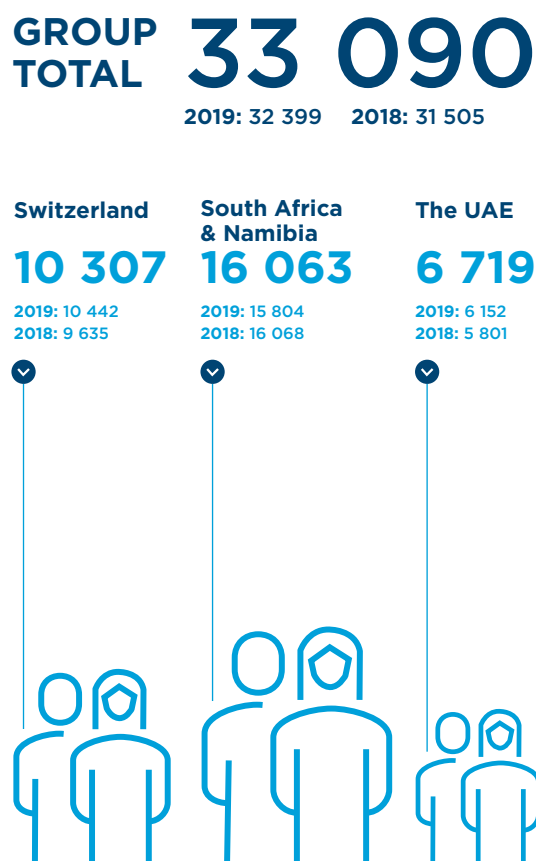 GROUP
TOTAL
33 090
2019: 32 399 2018: 31 505
Switzerland
10 307
2019: 10 442
2018: 9 635
South Africa
& Namibia
16 063
2019: 15 804
2018: 16 068
The UAE
6 719
2019: 6 152
2018: 5 801